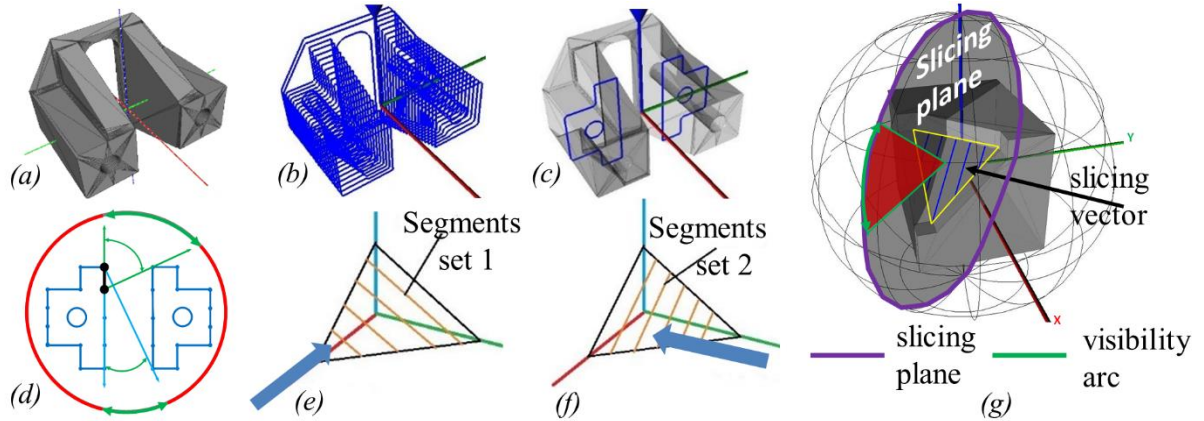 (a)
(b)
(c)
Slicing
plane
Y
slicing
vector
X
(d)
Segments
set 1
(e)
Segments
set 2
(f)
slicing
plane
visibility
arc
(g)